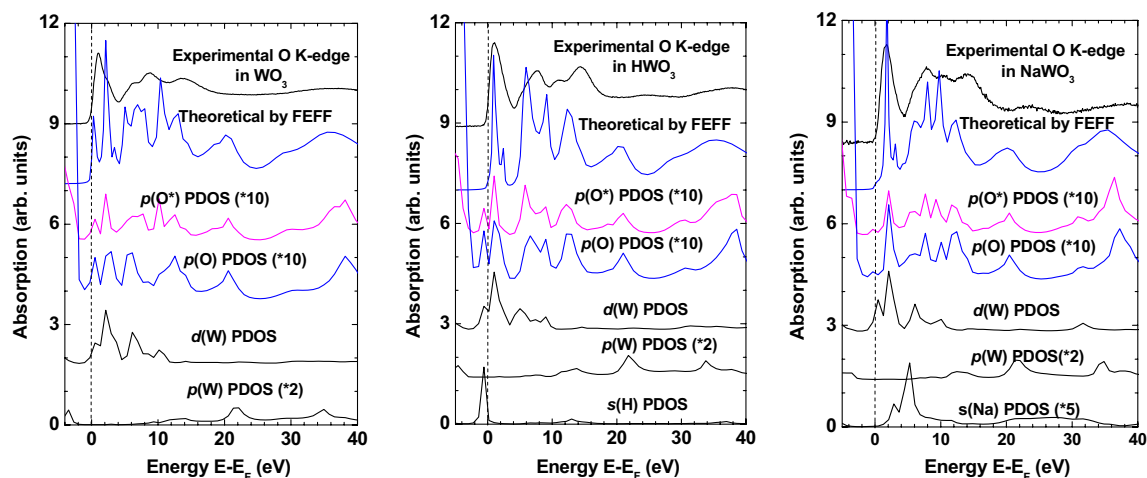 12
9
6
3
0
Absorption (arb. units)
Experimental O K-edge
in WO3
Theoretical by FEFF
p(O*) PDOS (*10)
p(O) PDOS (*10)
d(W) PDOS
p(W) PDOS (*2)
0 10 20 30 40
Energy E-EF (eV)
12
9
6
3
0
Absorption (arb. units)
Experimental O K-edge
in HWO3
Theoretical by FEFF
p(O*) PDOS (*10)
p(O) PDOS (*10)
d(W) PDOS
p(W) PDOS (*2)
s(H) PDOS
0 10 20 30 40
Energy E-EF (eV)
12
9
6
3
0
Absorption (arb. units)
Experimental O K-edge
in NaWO3
Theoretical by FEFF
p(O*) PDOS (*10)
p(O) PDOS (*10)
d(W) PDOS
p(W) PDOS(*2)
s(Na) PDOS (*5)
0 10 20 30 40
Energy E-EF (eV)